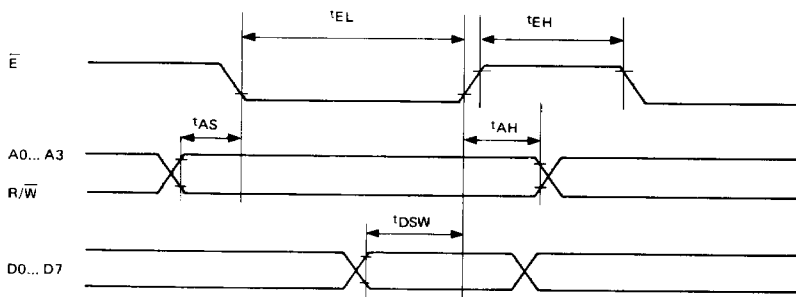 tEL
tEH
E̅
tAS
tAH
A0... A3
R/W̅
tDSW
D0... D7